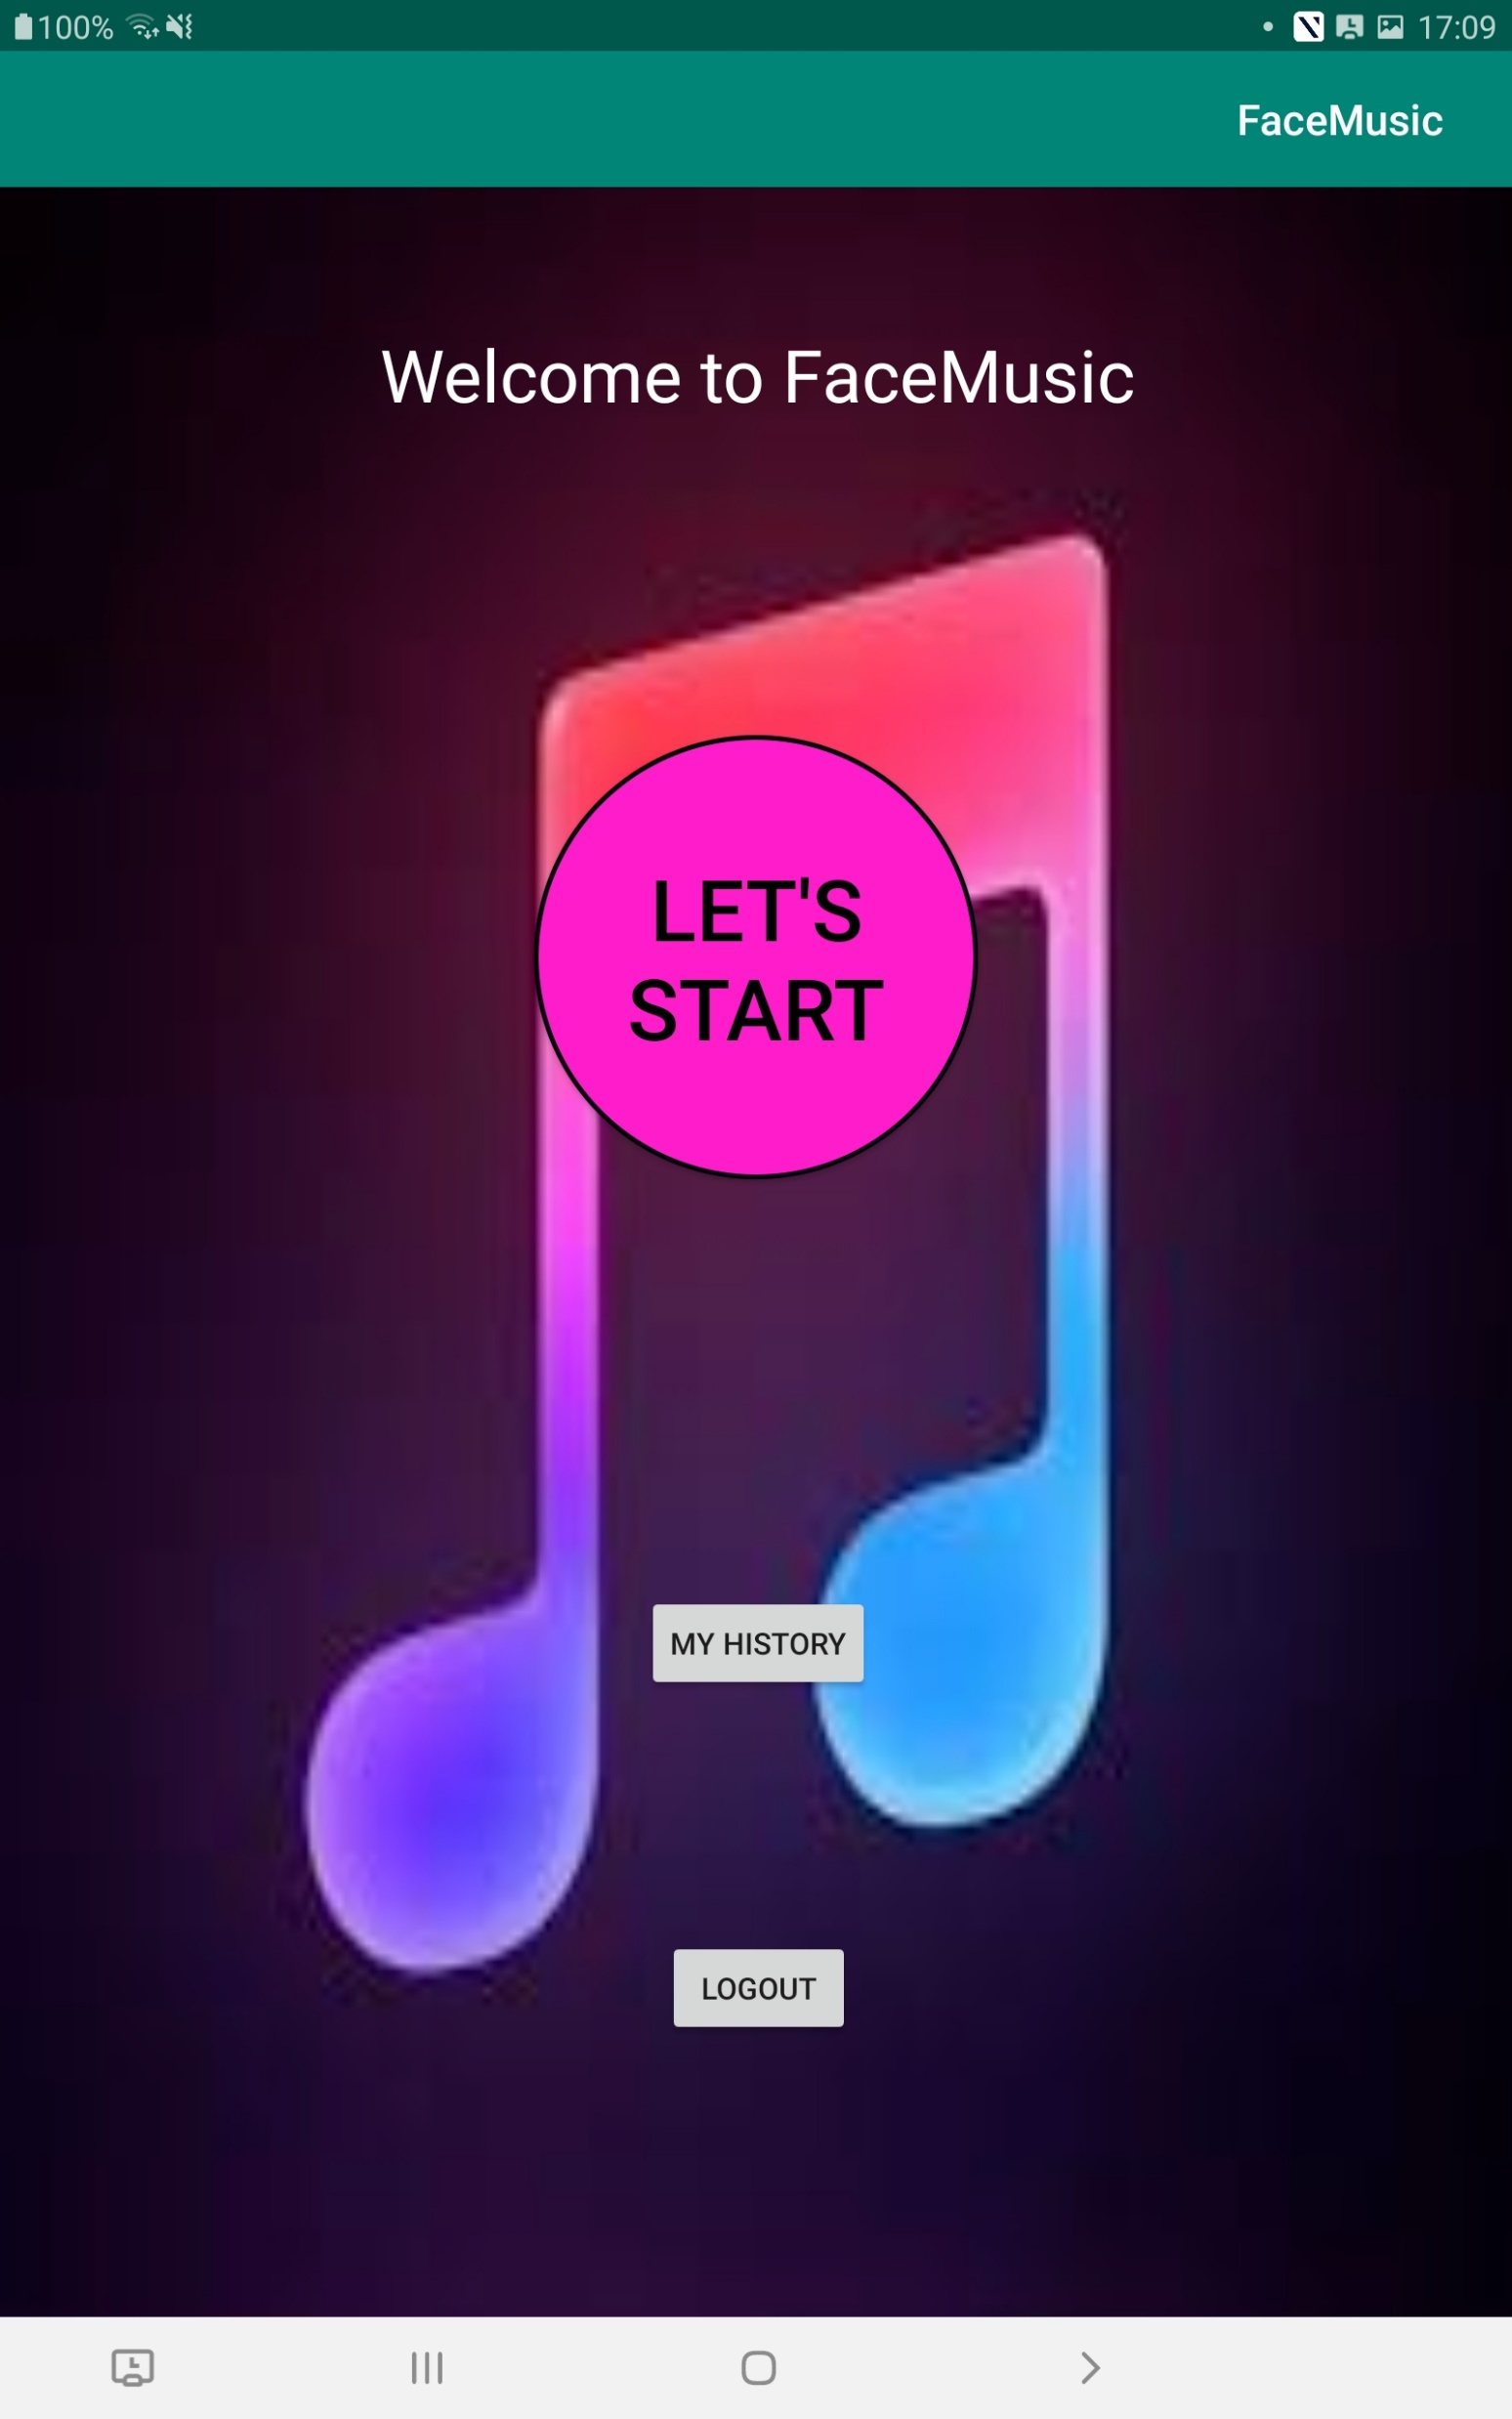 100%
17:09
FaceMusic
Welcome to FaceMusic
LET'S
START
MY HISTORY
LOGOUT